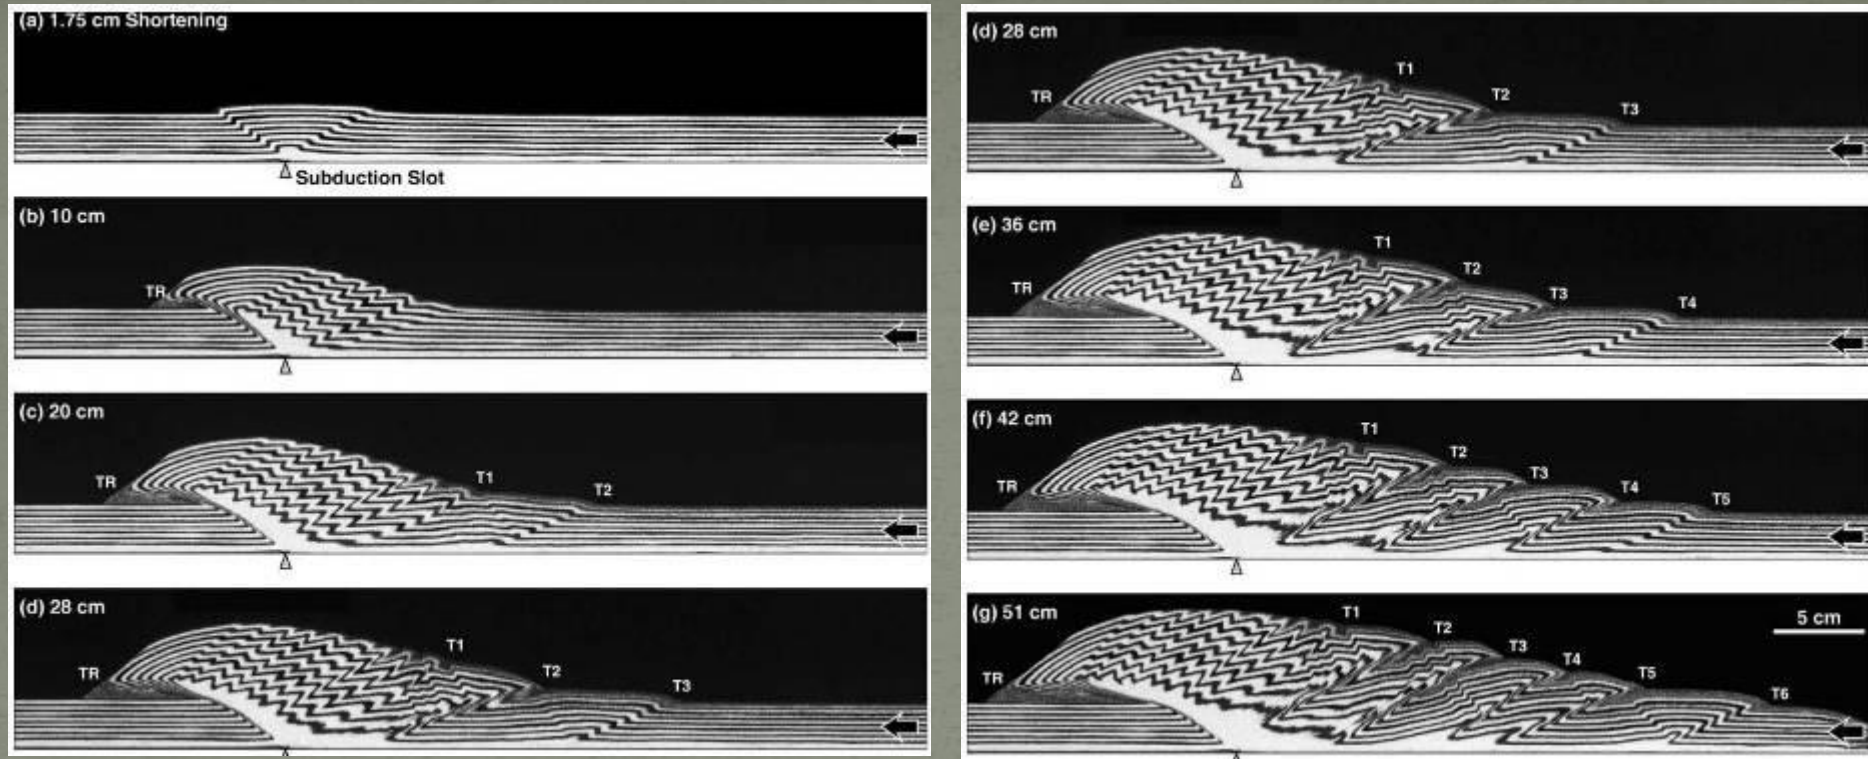 (a) 1.75 cm Shortening
Subduction Slot
(b) 10 cm
TR
(c) 20 cm
TR
T1
T2
(d) 28 cm
TR
T1
T2
T3
(d) 28 cm
TR
T1
T2
T3
(e) 36 cm
TR
T1
T2
T3
T4
(f) 42 cm
TR
T1
T2
T3
T4
T5
(g) 51 cm
5 cm
TR
T1
T2
T3
T4
T5
T6